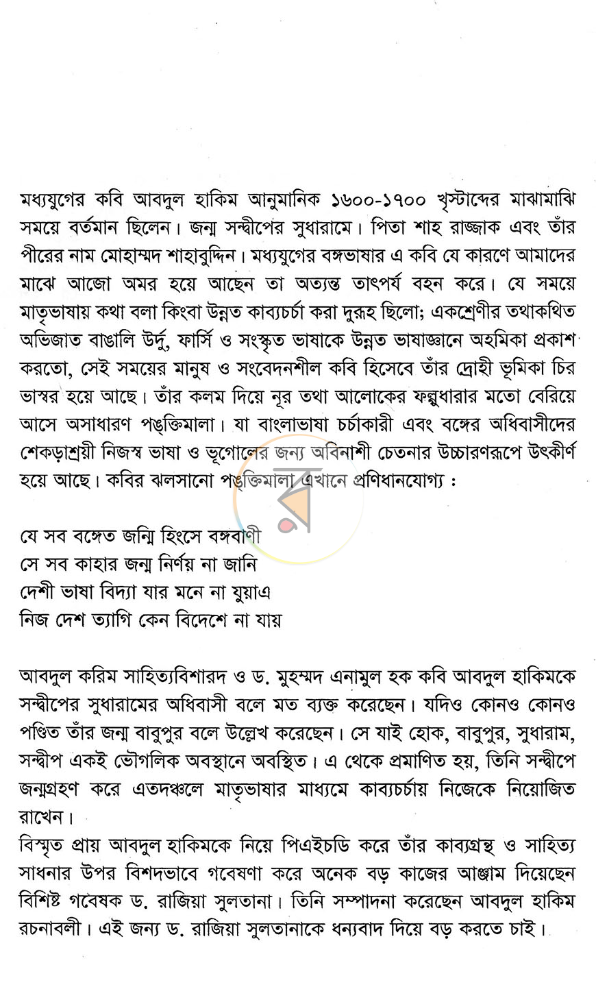 মধ্যযুগের কবি আবদুল হাকিম আনুমানিক ১৬০০-১৭০০ খৃস্টাব্দের মাঝামাঝি
সময়ে বর্তমান ছিলেন। জন্ম সন্দ্বীপের সুধারামে। পিতা শাহ রাজ্জাক এবং তাঁর
পীরের নাম মোহাম্মদ শাহাবুদ্দিন। মধ্যযুগের বঙ্গভাষার এ কবি যে কারণে আমাদের
মাঝে আজো অমর হয়ে আছেন তা অত্যন্ত তাৎপর্য বহন করে। যে সময়ে
মাতৃভাষায় কথা বলা কিংবা উন্নত কাব্যচর্চা করা দুরূহ ছিলো; একশ্রেণীর তথাকথিত
অভিজাত বাঙালি উর্দু, ফার্সি ও সংস্কৃত ভাষাকে উন্নত ভাষাজ্ঞানে অহমিকা প্রকাশ
করতো, সেই সময়ের মানুষ ও সংবেদনশীল কবি হিসেবে তাঁর দ্রোহী ভূমিকা চির
ভাস্বর হয়ে আছে। তাঁর কলম দিয়ে নূর তথা আলোকের ফল্গুধারার মতো বেরিয়ে
আসে অসাধারণ পঙ্‌ক্তিমালা। যা বাংলাভাষা চর্চাকারী এবং বঙ্গের অধিবাসীদের
শেকড়াশ্রয়ী নিজস্ব ভাষা ও ভূগোলের জন্য অবিনাশী চেতনার উচ্চারণরূপে উৎকীর্ণ
হয়ে আছে। কবির ঝলসানো পঙ্‌ক্তিমালা এখানে প্রণিধানযোগ্য :
যে সব বঙ্গেত জন্মি হিংসে বঙ্গবাণী
সে সব কাহার জন্ম নির্ণয় না জানি
দেশী ভাষা বিদ্যা যার মনে না যুয়াএ
নিজ দেশ ত্যাগি কেন বিদেশে না যায়
আবদুল করিম সাহিত্যবিশারদ ও ড. মুহম্মদ এনামুল হক কবি আবদুল হাকিমকে
সন্দ্বীপের সুধারামের অধিবাসী বলে মত ব্যক্ত করেছেন। যদিও কোনও কোনও
পণ্ডিত তাঁর জন্ম বাবুপুর বলে উল্লেখ করেছেন। সে যাই হোক, বাবুপুর, সুধারাম,
সন্দ্বীপ একই ভৌগলিক অবস্থানে অবস্থিত। এ থেকে প্রমাণিত হয়, তিনি সন্দ্বীপে
জন্মগ্রহণ করে এতদঞ্চলে মাতৃভাষার মাধ্যমে কাব্যচর্চায় নিজেকে নিয়োজিত
রাখেন।
বিস্মৃত প্রায় আবদুল হাকিমকে নিয়ে পিএইচডি করে তাঁর কাব্যগ্রন্থ ও সাহিত্য
সাধনার উপর বিশদভাবে গবেষণা করে অনেক বড় কাজের আঞ্জাম দিয়েছেন
বিশিষ্ট গবেষক ড. রাজিয়া সুলতানা। তিনি সম্পাদনা করেছেন আবদুল হাকিম
রচনাবলী। এই জন্য ড. রাজিয়া সুলতানাকে ধন্যবাদ দিয়ে বড় করতে চাই।